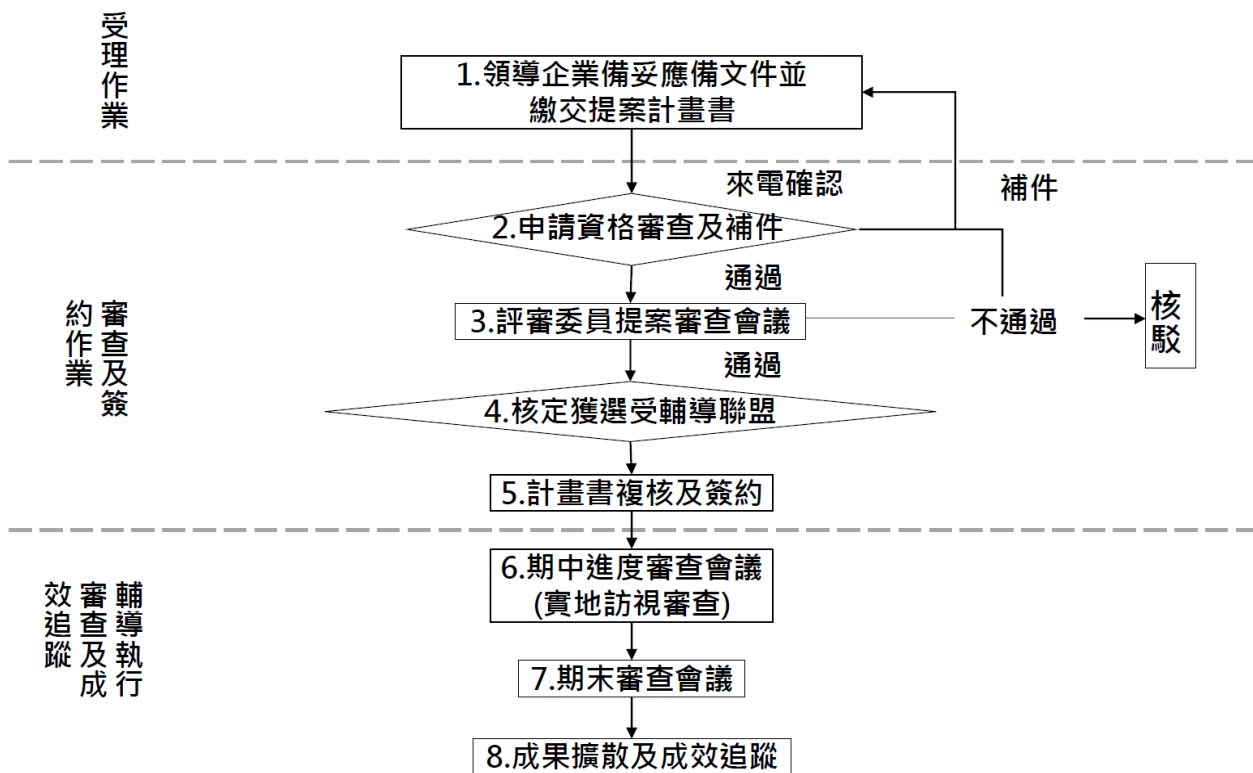 受理作業
1.領導企業備妥應備文件並
繳交提案計畫書
來電確認
補件
2.申請資格審查及補件
通過
審查及簽
約作業
3.評審委員提案審查會議
不通過
核駁
通過
4.核定獲選受輔導聯盟
5.計畫書複核及簽約
輔導執行
審查及成
效追蹤
6.期中進度審查會議
(實地訪視審查)
7.期末審查會議
8.成果擴散及成效追蹤